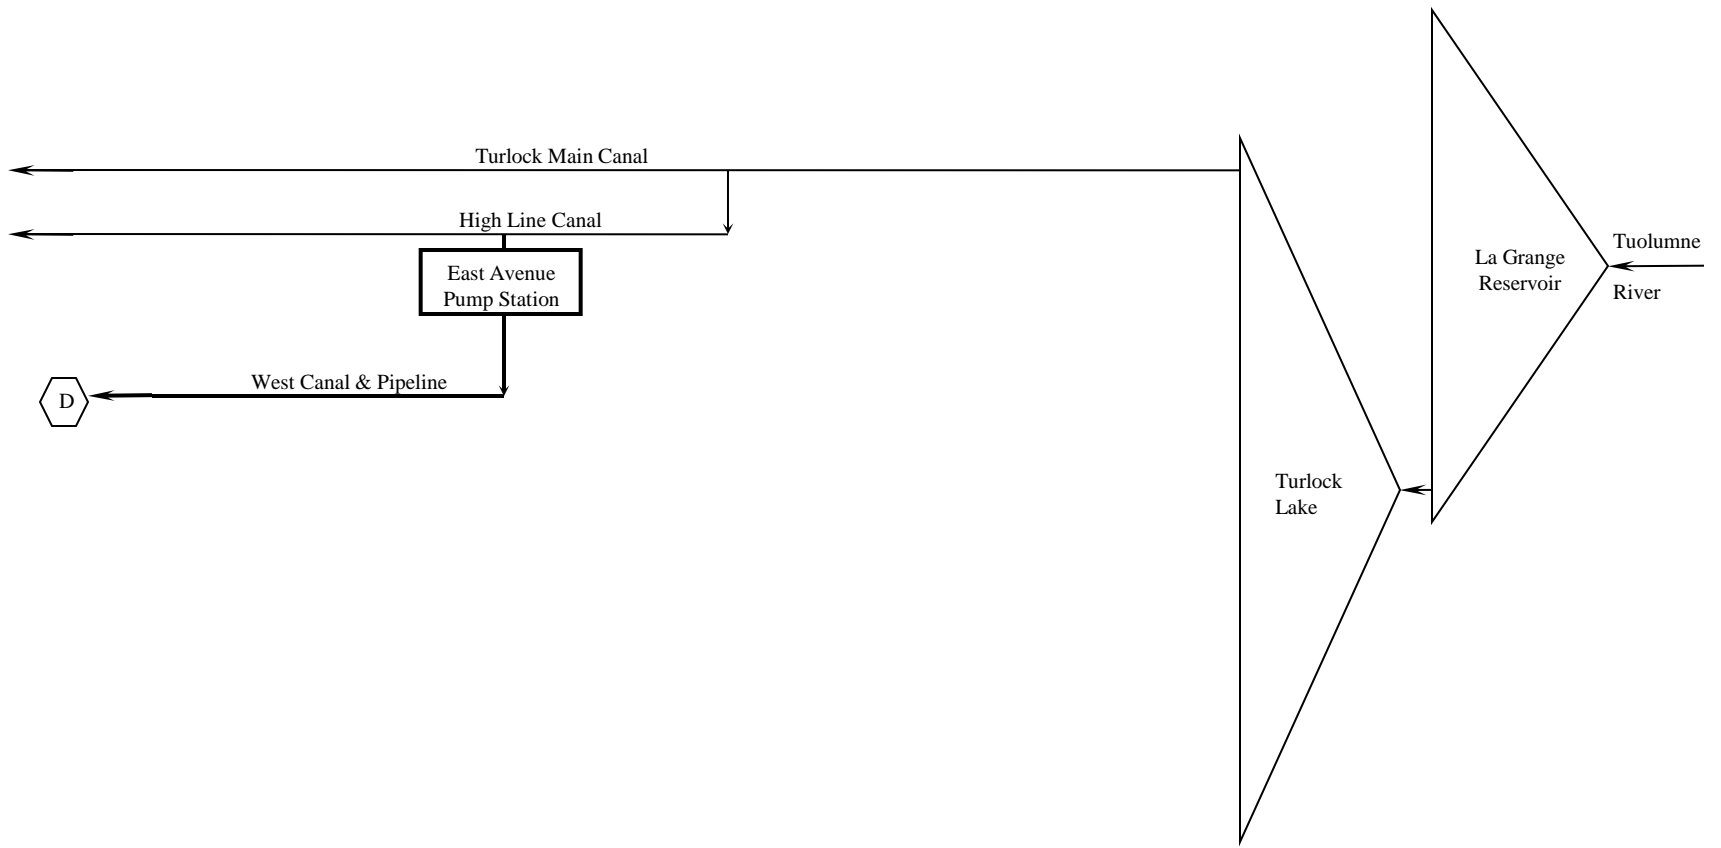 Turlock Main Canal
High Line Canal
East Avenue
Pump Station
West Canal & Pipeline
D
Turlock
Lake
La Grange
Reservoir
Tuolumne
River